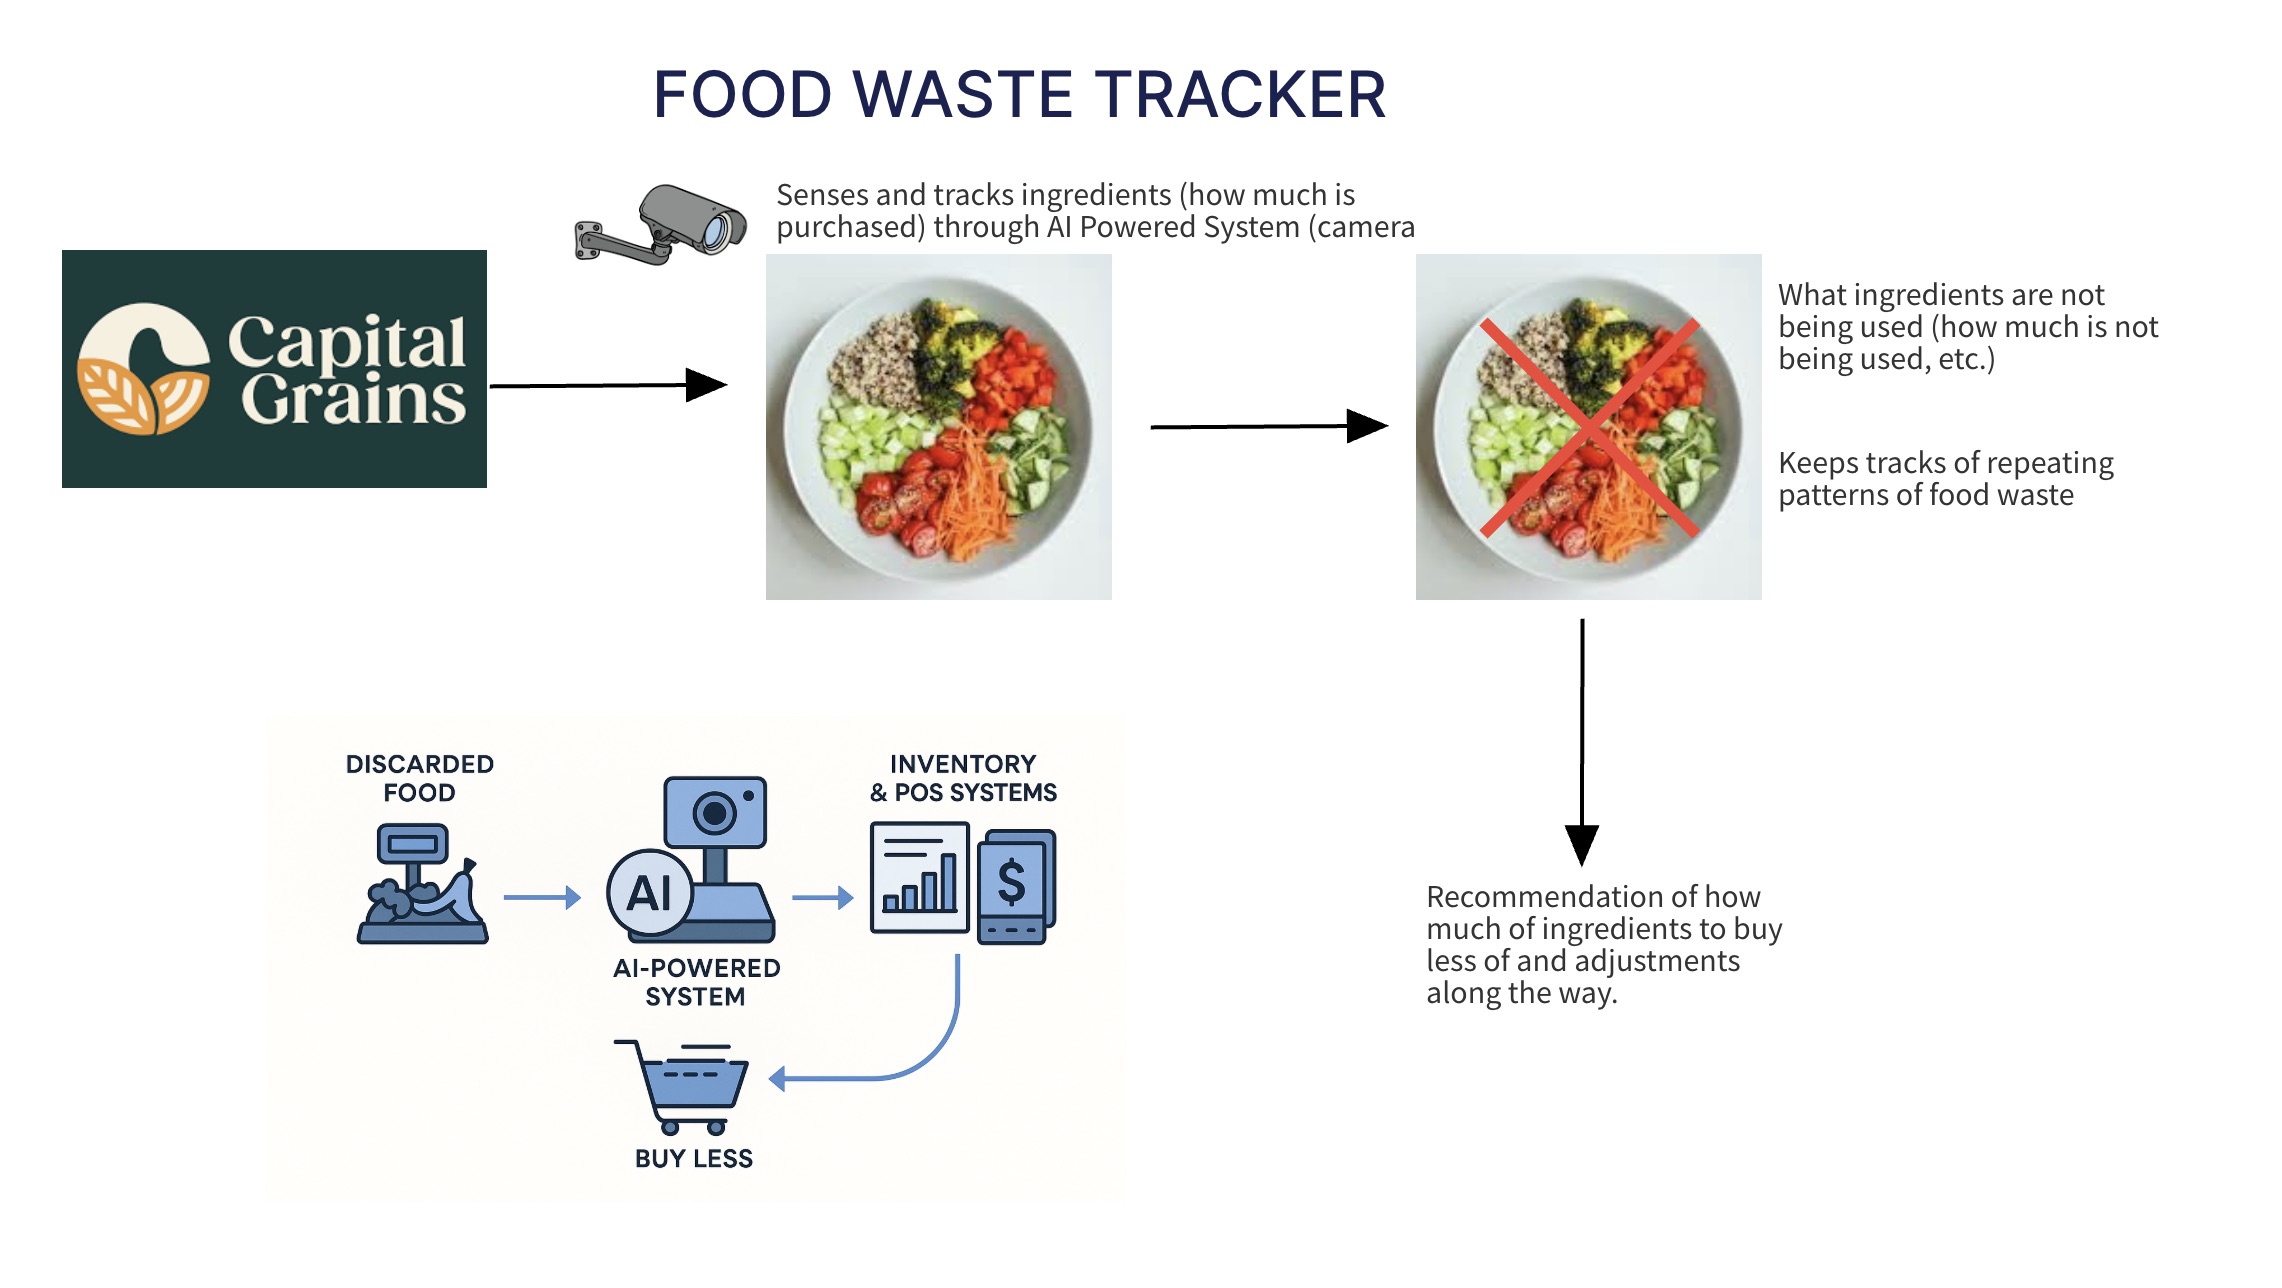 FOOD WASTE TRACKER
Senses and tracks ingredients (how much is
purchased) through AI Powered System (camera
Capital
Grains
What ingredients are not
being used (how much is not
being used, etc.)
Keeps tracks of repeating
patterns of food waste
DISCARDED
FOOD
AI
AI-POWERED
SYSTEM
INVENTORY
& POS SYSTEMS
$
BUY LESS
Recommendation of how
much of ingredients to buy
less of and adjustments
along the way.